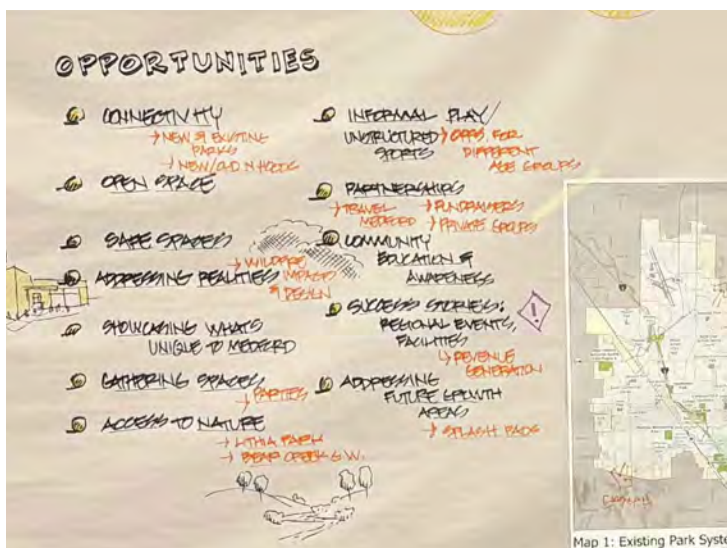 OPPORTUNITIES
CONNECTIVITY
→ NEW & EXISTING
PARKS
→ NEW/OLD N'HOODS
OPEN SPACE
SAFE SPACES
ADDRESSING REALITIES
→ WILDFIRE
IMPACTS
& DESIGN
SHOWCASING WHATS
UNIQUE TO MEDFORD
GATHERING SPACES
→ PARTIES
ACCESS TO NATURE
→ LITHIA PARK
→ BEAR CREEK G.W.
INFORMAL PLAY/
UNSTRUCTURED
SPORTS
→ OPPS. FOR
DIFFERENT
AGE GROUPS
PARTNERSHIPS
→ TRAVEL
MEDFORD
→ FUNDRAISERS
→ PRIVATE GROUPS
COMMUNITY
EDUCATION &
AWARENESS
SUCCESS STORIES:
REGIONAL EVENTS,
FACILITIES
!
↳ REVENUE
GENERATION
ADDRESSING
FUTURE GROWTH
AREAS
→ SPLASH PADS
Map 1: Existing Park Syste